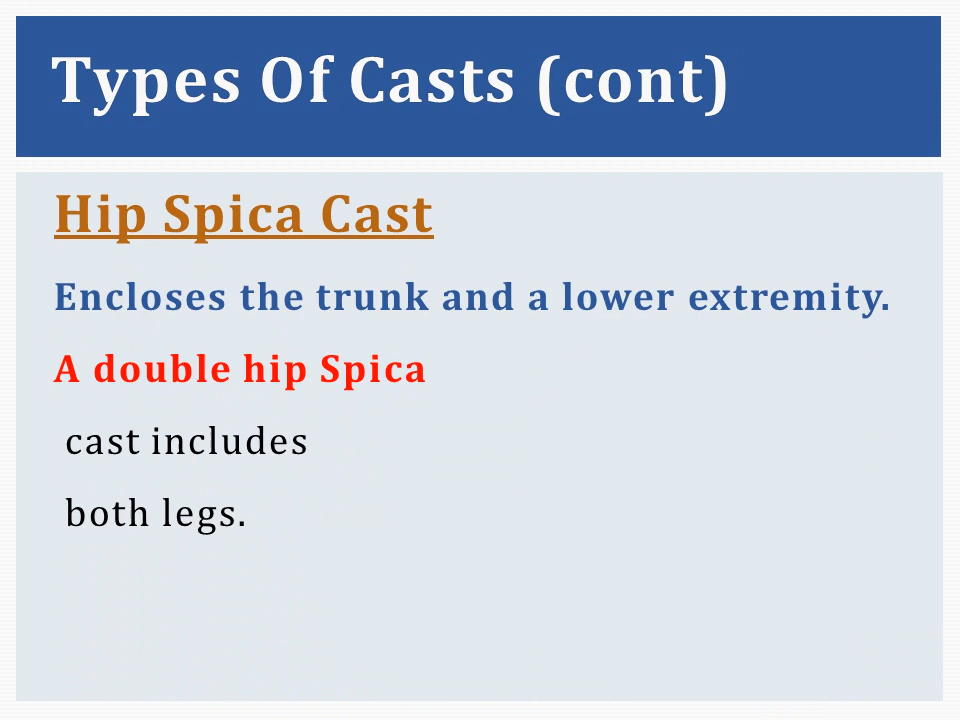 Types Of Casts (cont)
Hip Spica Cast
Encloses the trunk and a lower extremity.
A double hip Spica
cast includes
both legs.